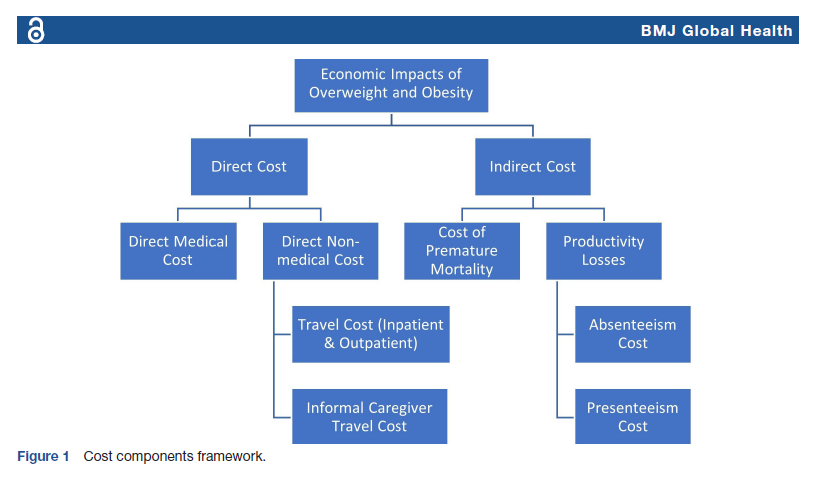 BMJ Global Health
Economic Impacts of
Overweight and Obesity
Direct Cost
Indirect Cost
Direct Medical
Cost
Direct Non-
medical Cost
Cost of
Premature
Mortality
Productivity
Losses
Travel Cost (Inpatient
& Outpatient)
Absenteeism
Cost
Informal Caregiver
Travel Cost
Presenteeism
Cost
Figure 1 Cost components framework.